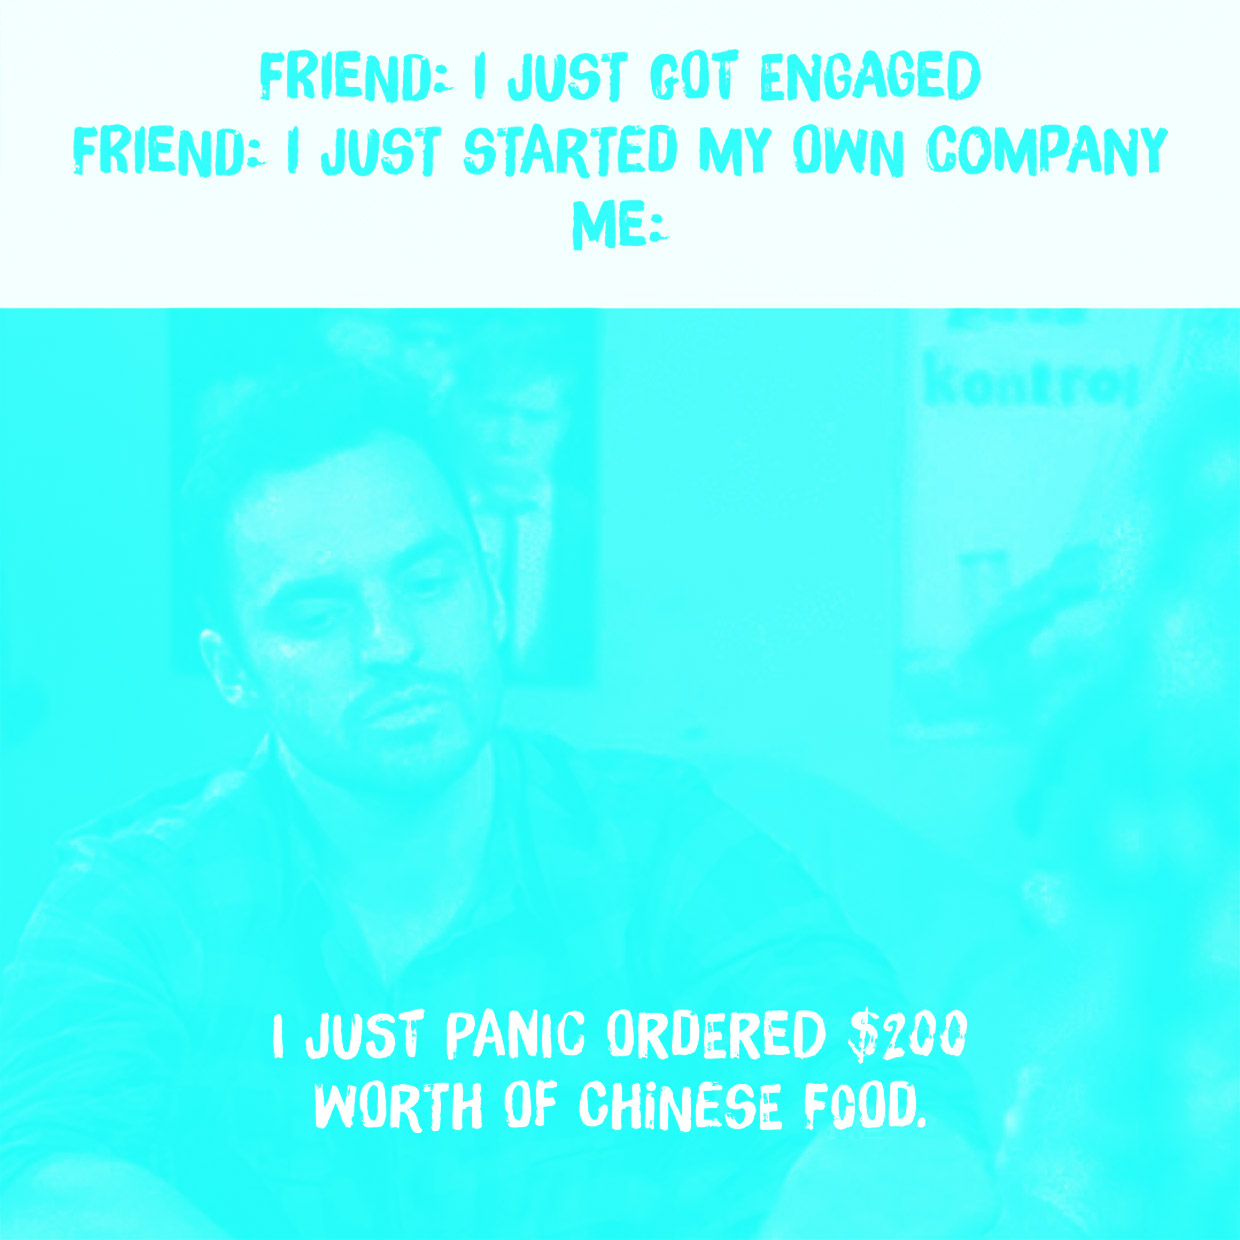 FRIEND: I JUST GOT ENGAGED
FRIEND: I JUST STARTED MY OWN COMPANY
ME:
kontrol
I JUST PANIC ORDERED $200
WORTH OF CHINESE FOOD.